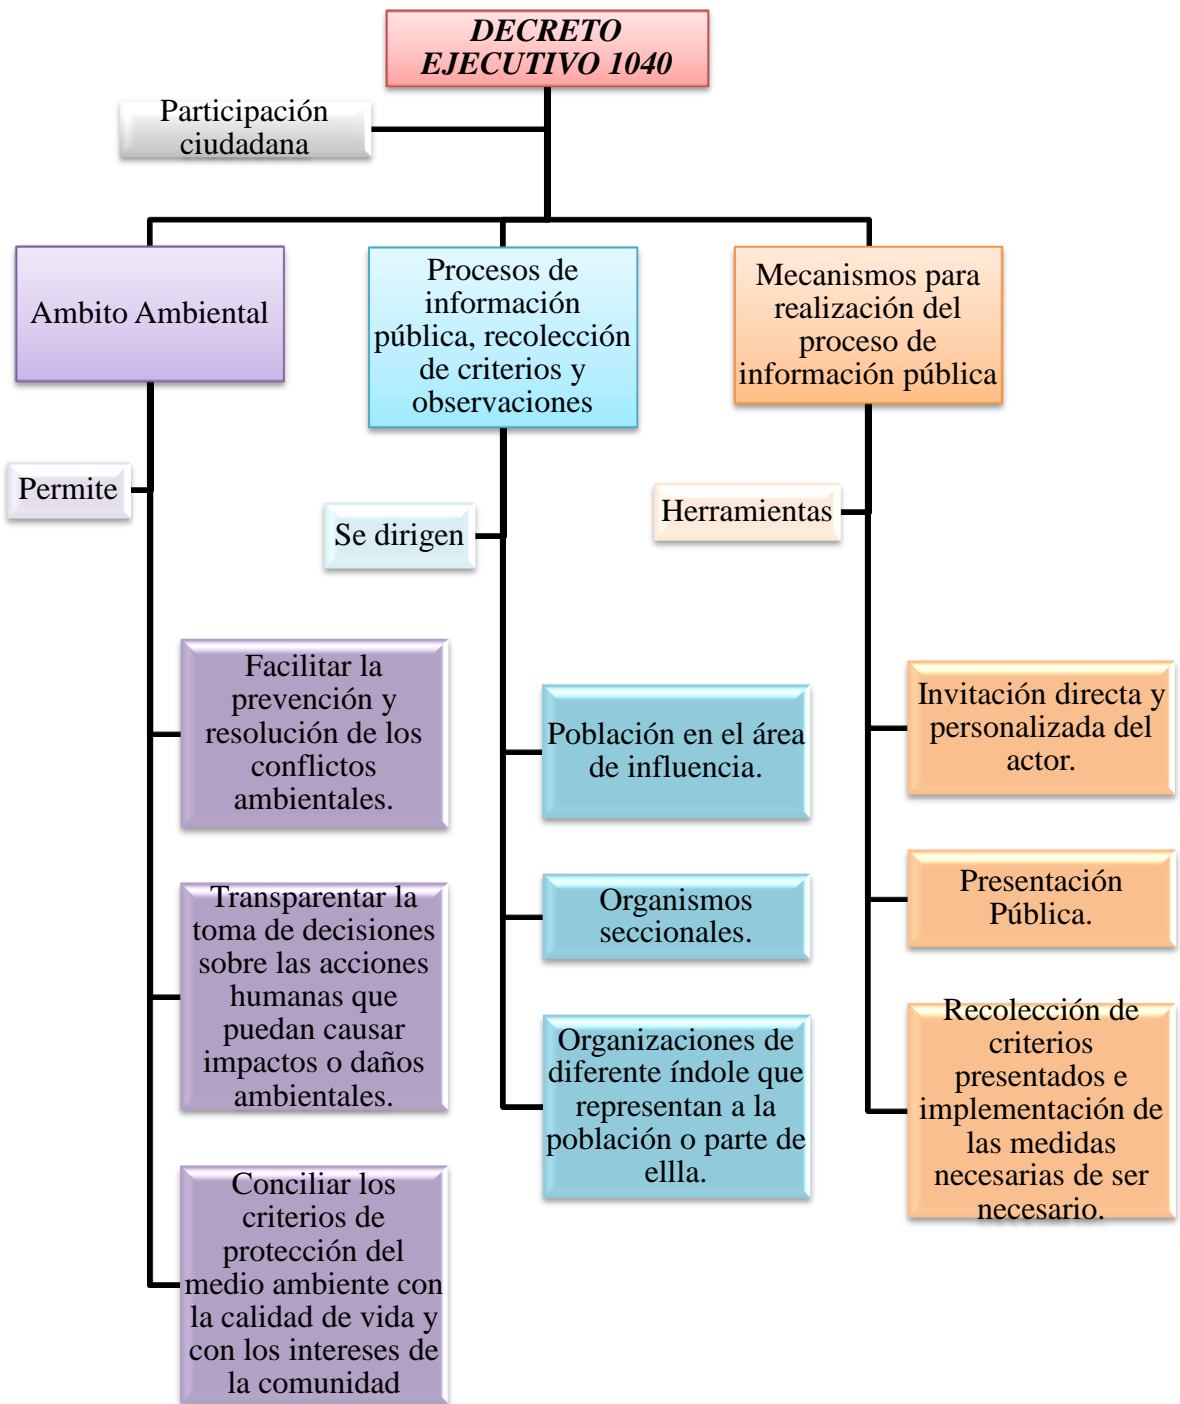 DECRETO
EJECUTIVO 1040
Participación
ciudadana
Ambito Ambiental
Permite
Facilitar la
prevención y
resolución de los
conflictos
ambientales.
Transparentar la
toma de decisiones
sobre las acciones
humanas que
puedan causar
impactos o daños
ambientales.
Conciliar los
criterios de
protección del
medio ambiente con
la calidad de vida y
con los intereses de
la comunidad
Procesos de
información
pública, recolección
de criterios y
observaciones
Se dirigen
Población en el área
de influencia.
Organismos
seccionales.
Organizaciones de
diferente índole que
representan a la
población o parte de
ellla.
Mecanismos para
realización del
proceso de
información pública
Herramientas
Invitación directa y
personalizada del
actor.
Presentación
Pública.
Recolección de
criterios
presentados e
implementación de
las medidas
necesarias de ser
necesario.